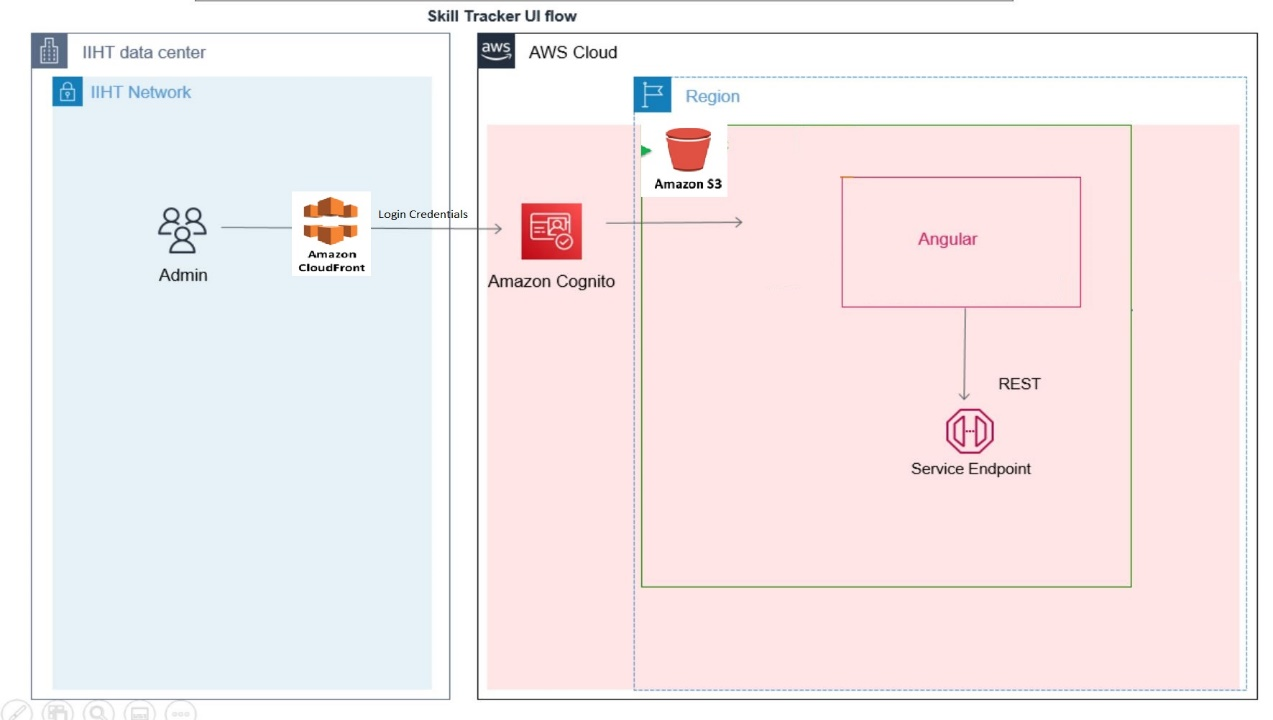 Skill Tracker UI flow
IIHT data center
aws
AWS Cloud
IIHT Network
Region
Amazon S3
Login Credentials
Angular
Amazon
CloudFront
Admin
Amazon Cognito
REST
Service Endpoint